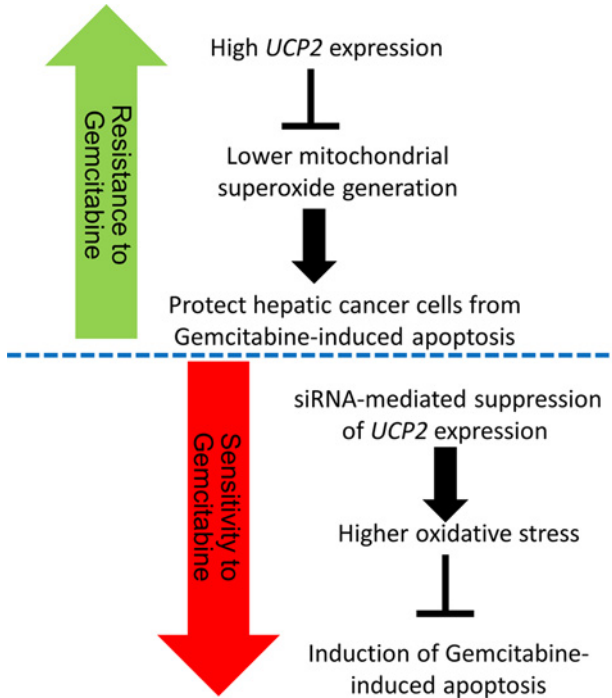 Resistance to
Gemcitabine
High UCP2 expression
Lower mitochondrial
superoxide generation
Protect hepatic cancer cells from
Gemcitabine-induced apoptosis
Sensitivity to
Gemcitabine
siRNA-mediated suppression
of UCP2 expression
Higher oxidative stress
Induction of Gemcitabine-
induced apoptosis